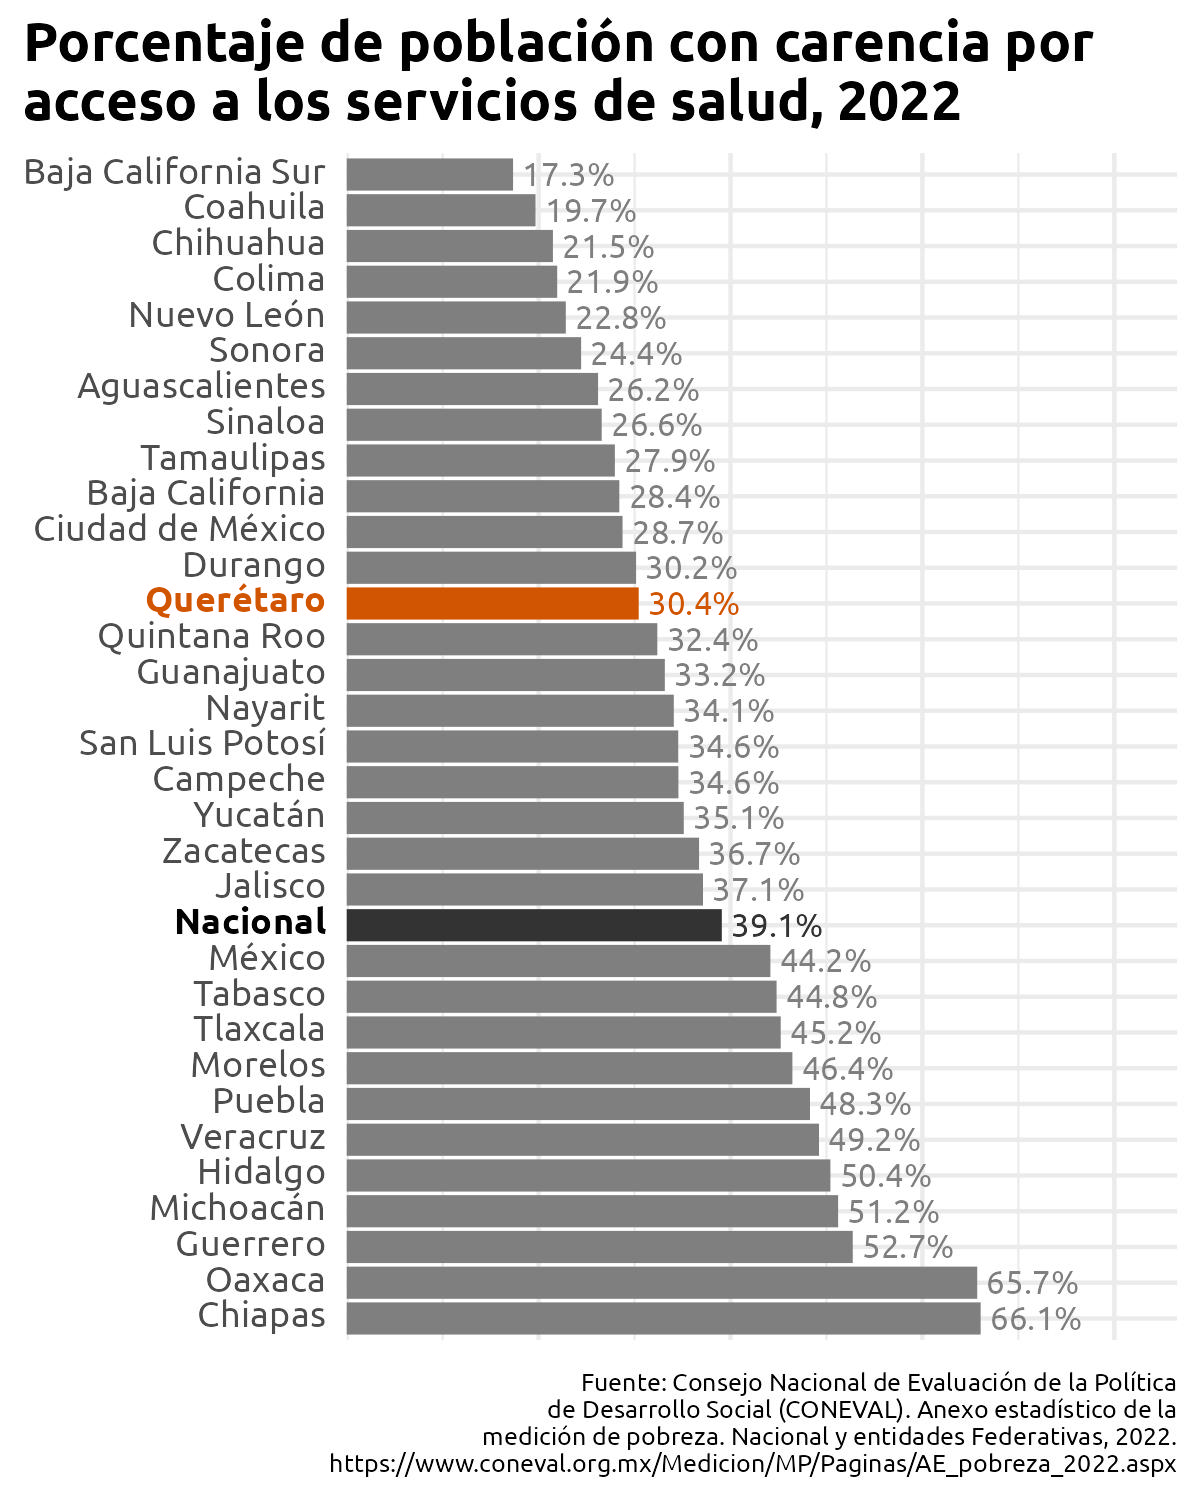 Porcentaje de población con carencia por
acceso a los servicios de salud, 2022
Baja California Sur 17.3%
Coahuila 19.7%
Chihuahua 21.5%
Colima 21.9%
Nuevo León 22.8%
Sonora 24.4%
Aguascalientes 26.2%
Sinaloa 26.6%
Tamaulipas 27.9%
Baja California 28.4%
Ciudad de México 28.7%
Durango 30.2%
Querétaro 30.4%
Quintana Roo 32.4%
Guanajuato 33.2%
Nayarit 34.1%
San Luis Potosí 34.6%
Campeche 34.6%
Yucatán 35.1%
Zacatecas 36.7%
Jalisco 37.1%
Nacional 39.1%
México 44.2%
Tabasco 44.8%
Tlaxcala 45.2%
Morelos 46.4%
Puebla 48.3%
Veracruz 49.2%
Hidalgo 50.4%
Michoacán 51.2%
Guerrero 52.7%
Oaxaca 65.7%
Chiapas 66.1%
Fuente: Consejo Nacional de Evaluación de la Política
de Desarrollo Social (CONEVAL). Anexo estadístico de la
medición de pobreza. Nacional y entidades Federativas, 2022.
https://www.coneval.org.mx/Medicion/MP/Paginas/AE_pobreza_2022.aspx